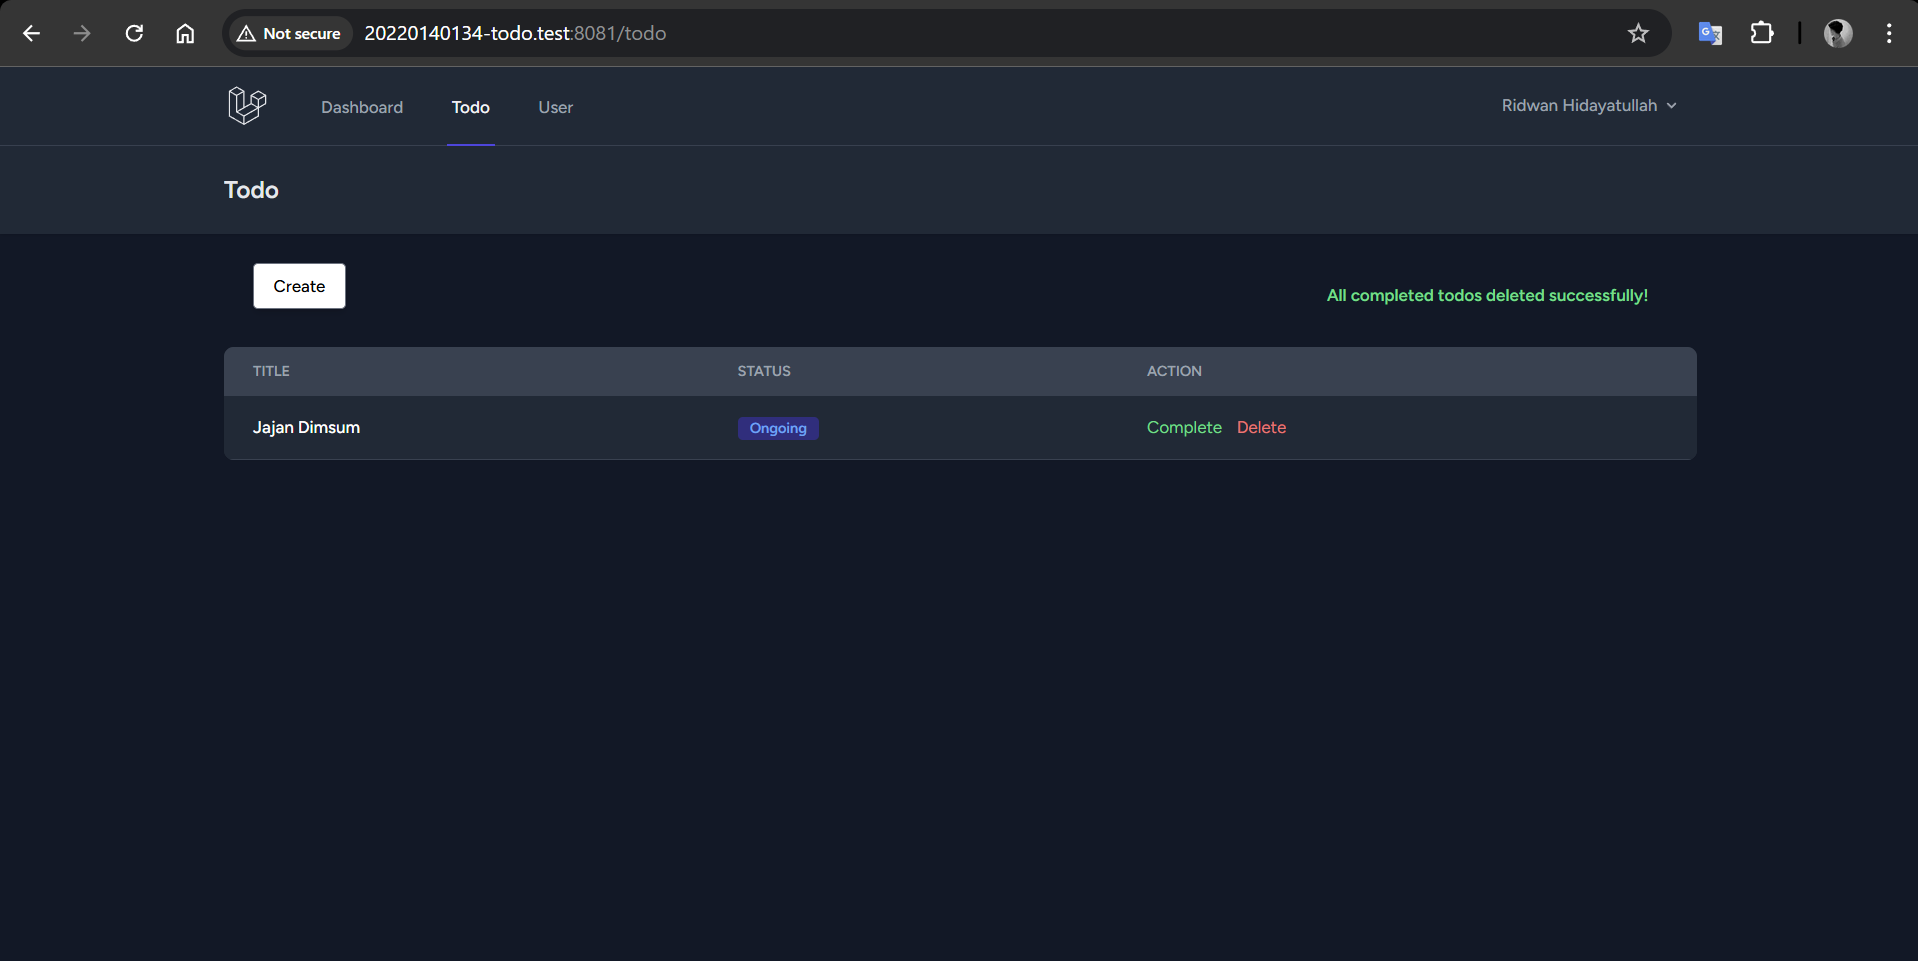 Not secure 20220140134-todo.test:8081/todo
Dashboard Todo User Ridwan Hidayatullah
Todo
Create
All completed todos deleted successfully!
TITLE STATUS ACTION
Jajan Dimsum Ongoing Complete Delete